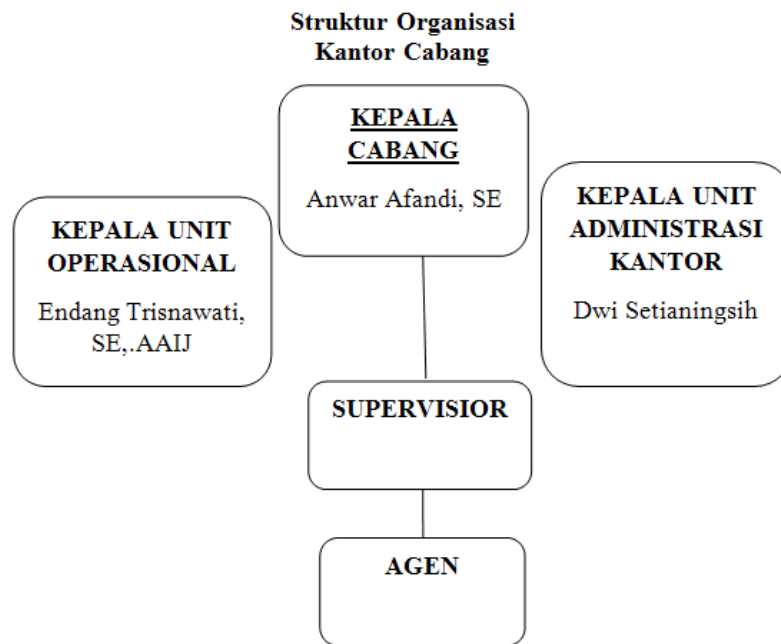 Struktur Organisasi
Kantor Cabang
KEPALA
CABANG
Anwar Afandi, SE
KEPALA UNIT
OPERASIONAL
Endang Trisnawati,
SE,.AAIJ
KEPALA UNIT
ADMINISTRASI
KANTOR
Dwi Setianingsih
SUPERVISIOR
AGEN